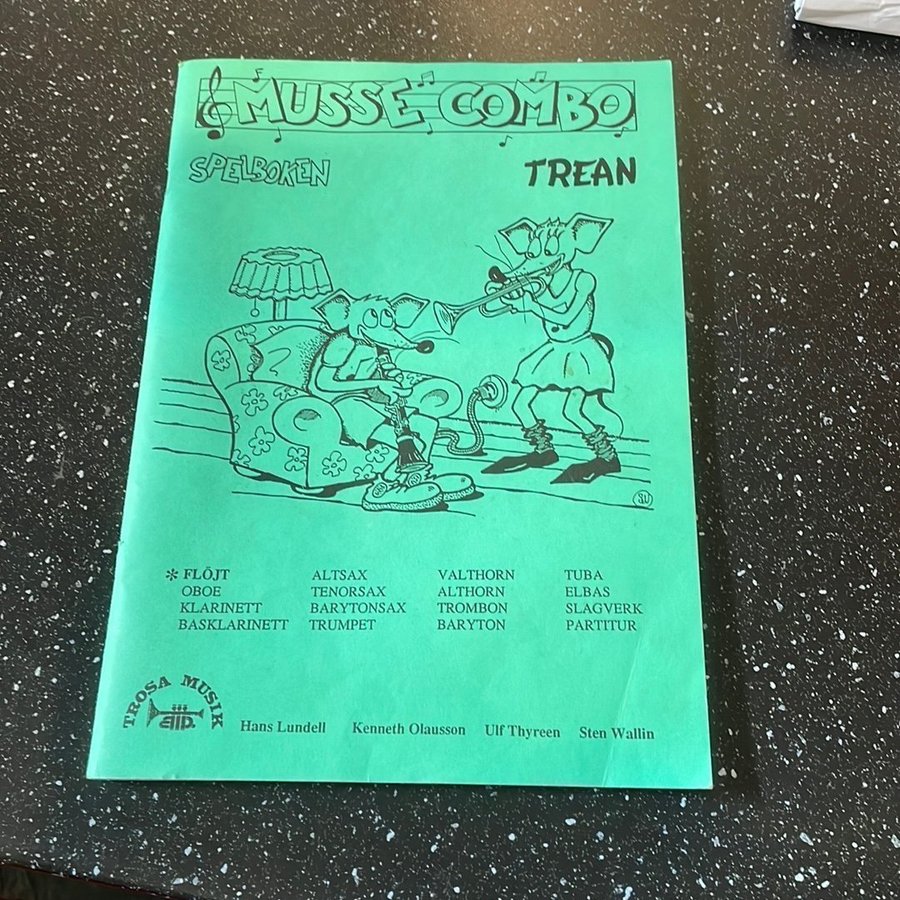 MUSSE COMBO
SPELBOKEN TREAN
SU
* FLÖJT ALTSAX VALTHORN TUBA
OBOE TENORSAX ALTHORN ELBAS
KLARINETT BARYTONSAX TROMBON SLAGVERK
BASKLARINETT TRUMPET BARYTON PARTITUR
TROSA MUSIK
Hans Lundell Kenneth Olausson Ulf Thyreen Sten Wallin